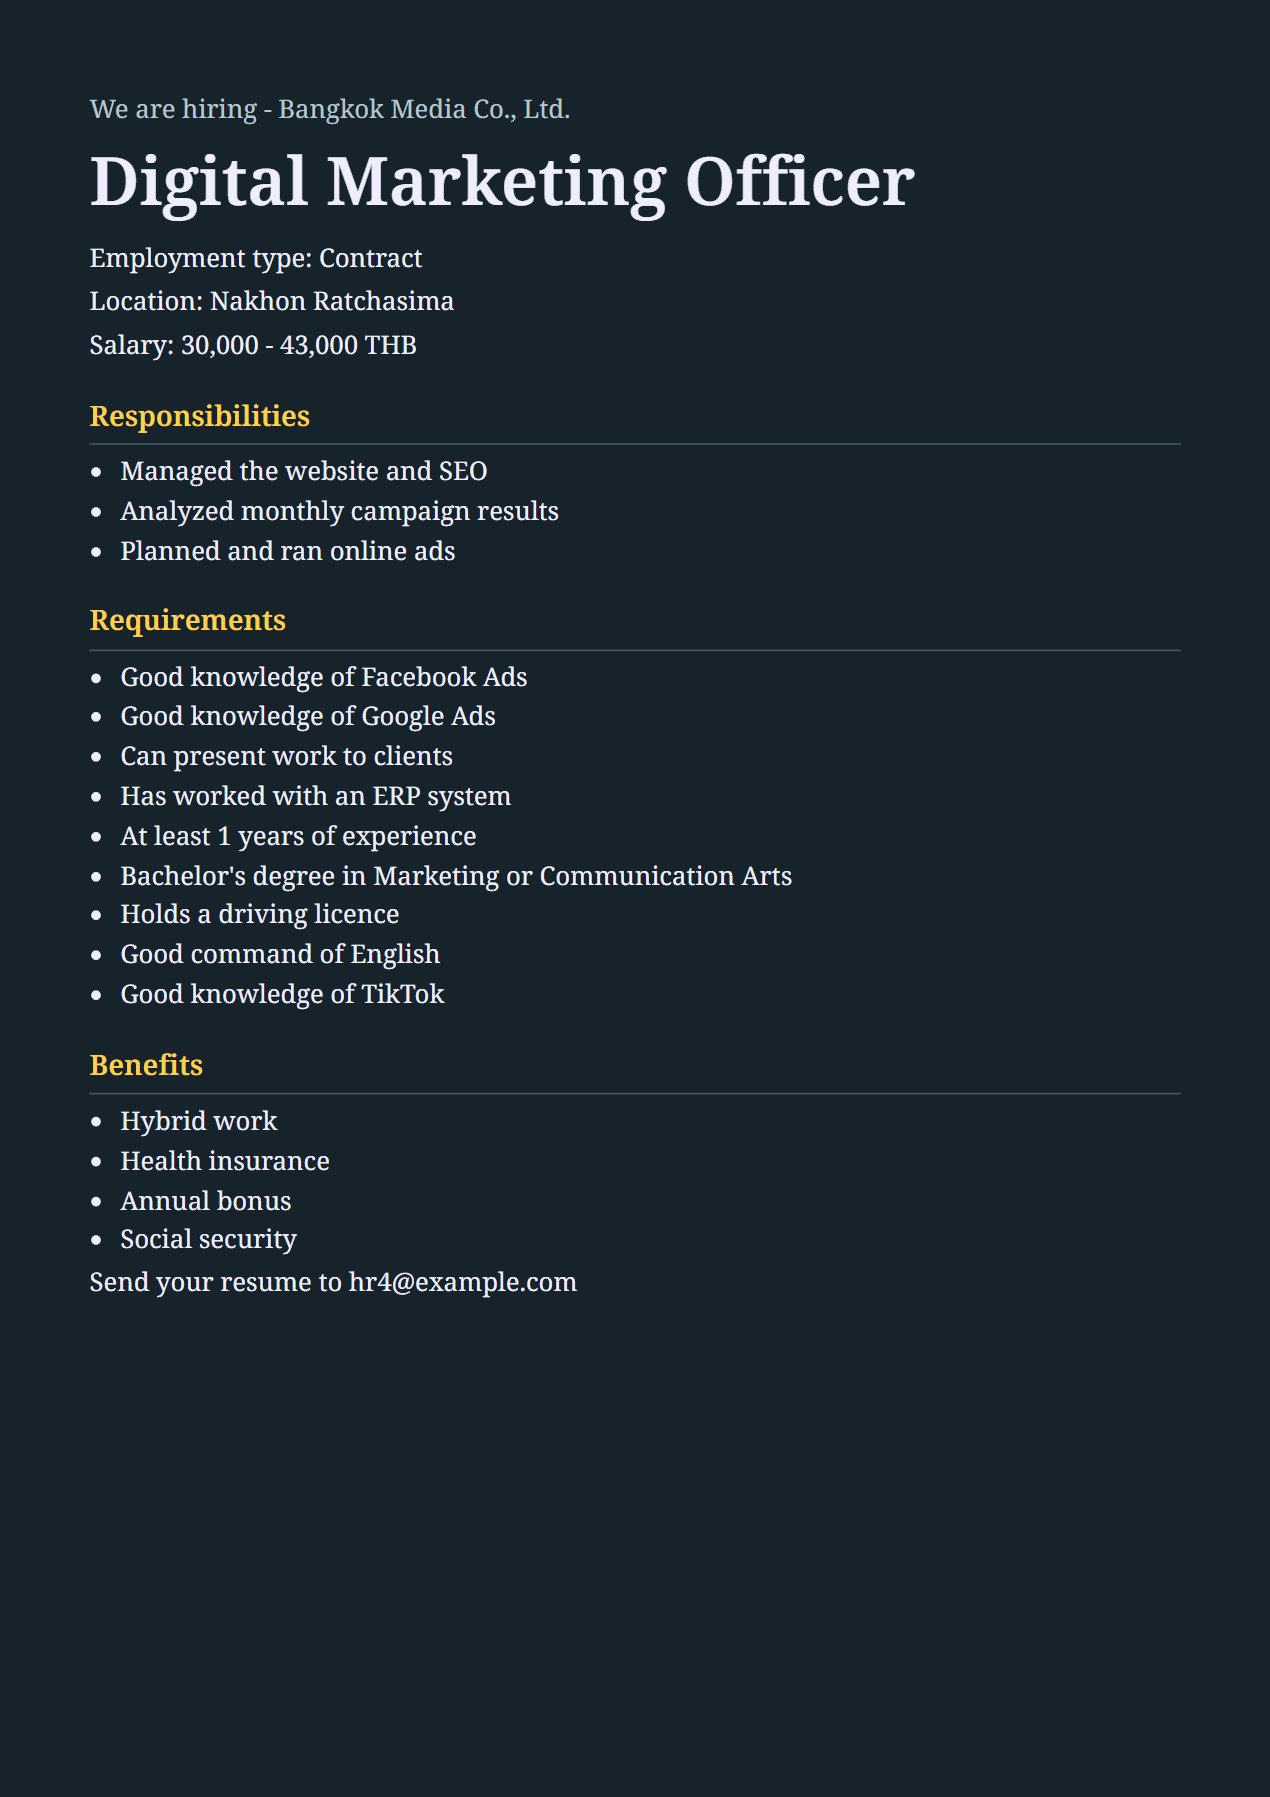 We are hiring - Bangkok Media Co., Ltd.
Digital Marketing Officer
Employment type: Contract
Location: Nakhon Ratchasima
Salary: 30,000 - 43,000 THB
Responsibilities
• Managed the website and SEO
• Analyzed monthly campaign results
• Planned and ran online ads
Requirements
• Good knowledge of Facebook Ads
• Good knowledge of Google Ads
• Can present work to clients
• Has worked with an ERP system
• At least 1 years of experience
• Bachelor's degree in Marketing or Communication Arts
• Holds a driving licence
• Good command of English
• Good knowledge of TikTok
Benefits
• Hybrid work
• Health insurance
• Annual bonus
• Social security
Send your resume to hr4@example.com